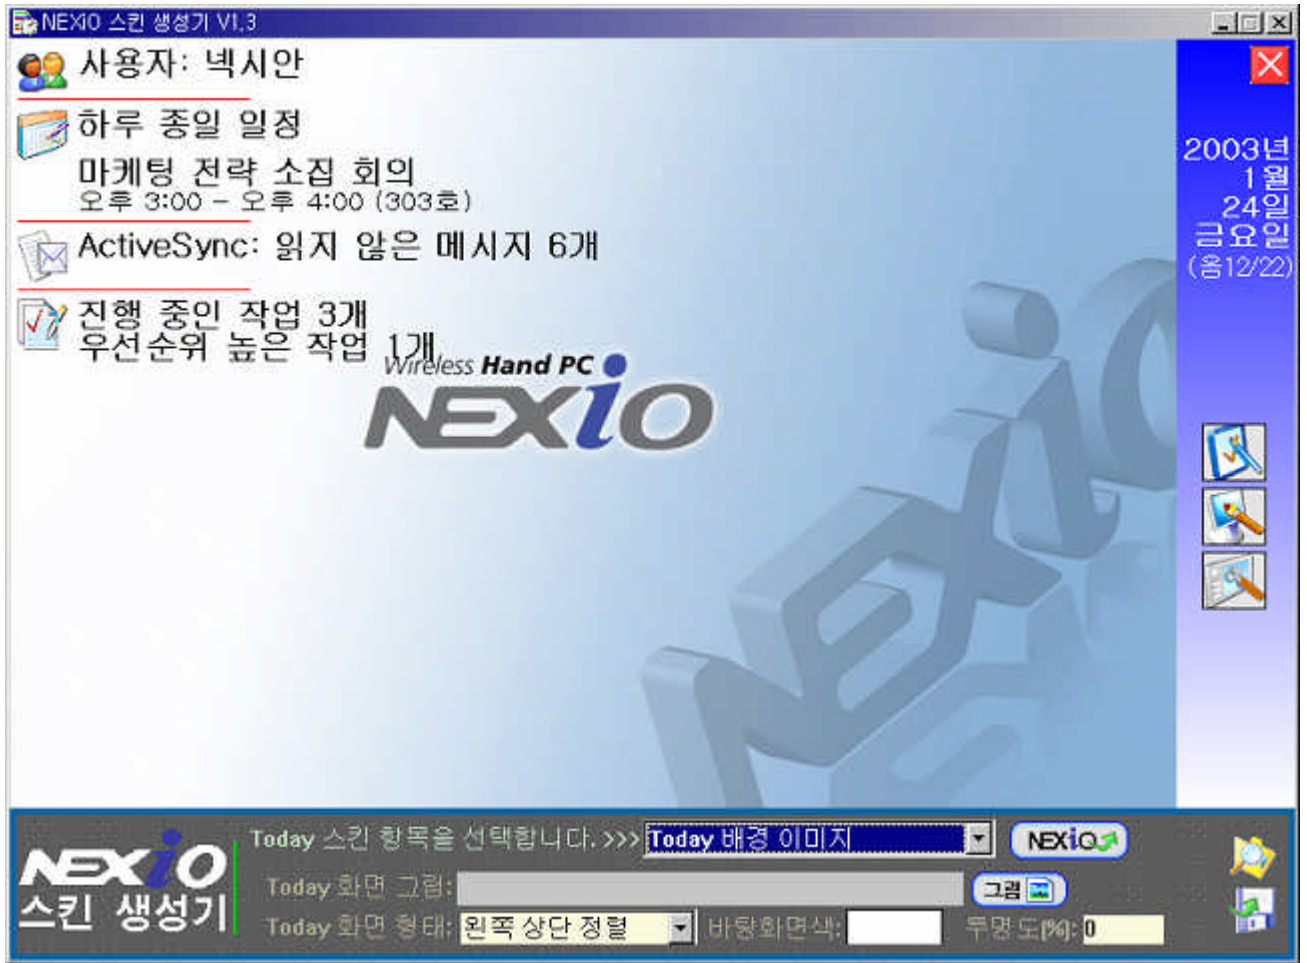 NEXiO 스킨 생성기 V1.3
사용자: 넥시안
하루 종일 일정
마케팅 전략 소집 회의
오후 3:00 - 오후 4:00 (303호)
ActiveSync: 읽지 않은 메시지 6개
진행 중인 작업 3개
우선순위 높은 작업 1개
Wireless Hand PC
NEXiO
NEXiO
2003년
1월
24일
금요일
(음12/22)
NEXiO
스킨 생성기
Today 스킨 항목을 선택합니다. >>> Today 배경 이미지 NEXiO
Today 화면 그림: 그림
Today 화면 형태: 왼쪽 상단 정렬 바탕화면색: 투명도(%): 0